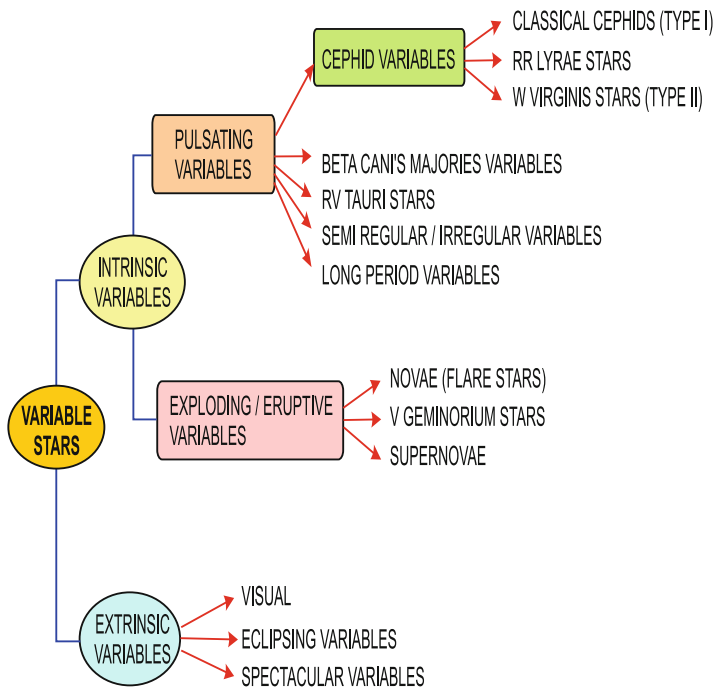 CLASSICAL CEPHIDS (TYPE I)
CEPHID VARIABLES
RR LYRAE STARS
W VIRGINIS STARS (TYPE II)
PULSATING
VARIABLES
BETA CANI'S MAJORIES VARIABLES
RV TAURI STARS
SEMI REGULAR / IRREGULAR VARIABLES
LONG PERIOD VARIABLES
INTRINSIC
VARIABLES
EXPLODING / ERUPTIVE
VARIABLES
NOVAE (FLARE STARS)
V GEMINORIUM STARS
SUPERNOVAE
VARIABLE
STARS
EXTRINSIC
VARIABLES
VISUAL
ECLIPSING VARIABLES
SPECTACULAR VARIABLES